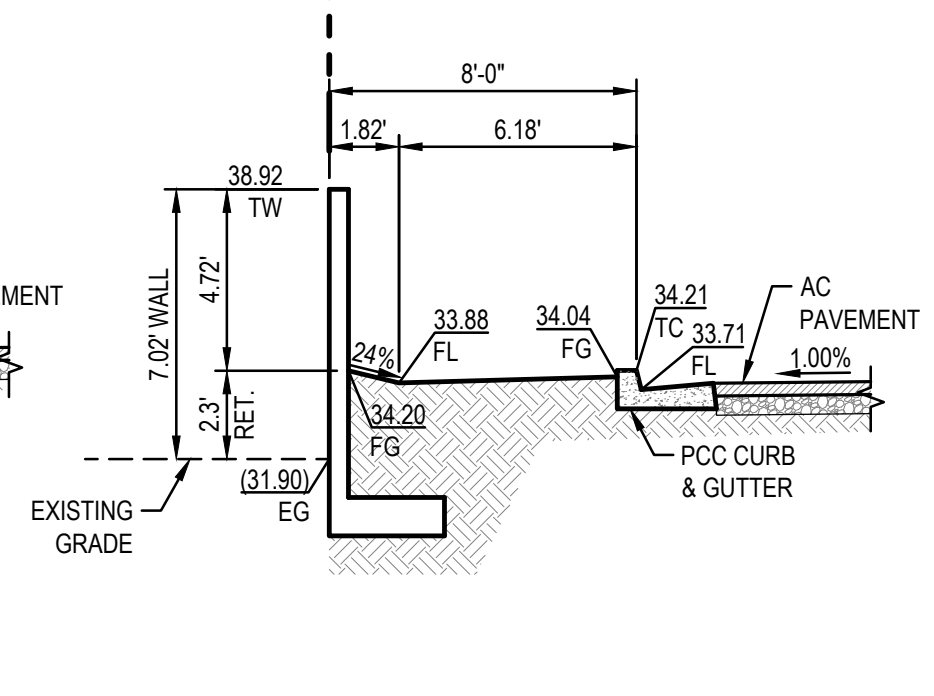 8'-0"
1.82'
6.18'
38.92
TW
7.02' WALL
4.72'
2.3'
RET.
MENT
24%
33.88
FL
34.20
FG
34.04
FG
34.21
TC
33.71
FL
AC
PAVEMENT
1.00%
(31.90)
EG
EXISTING
GRADE
PCC CURB
& GUTTER